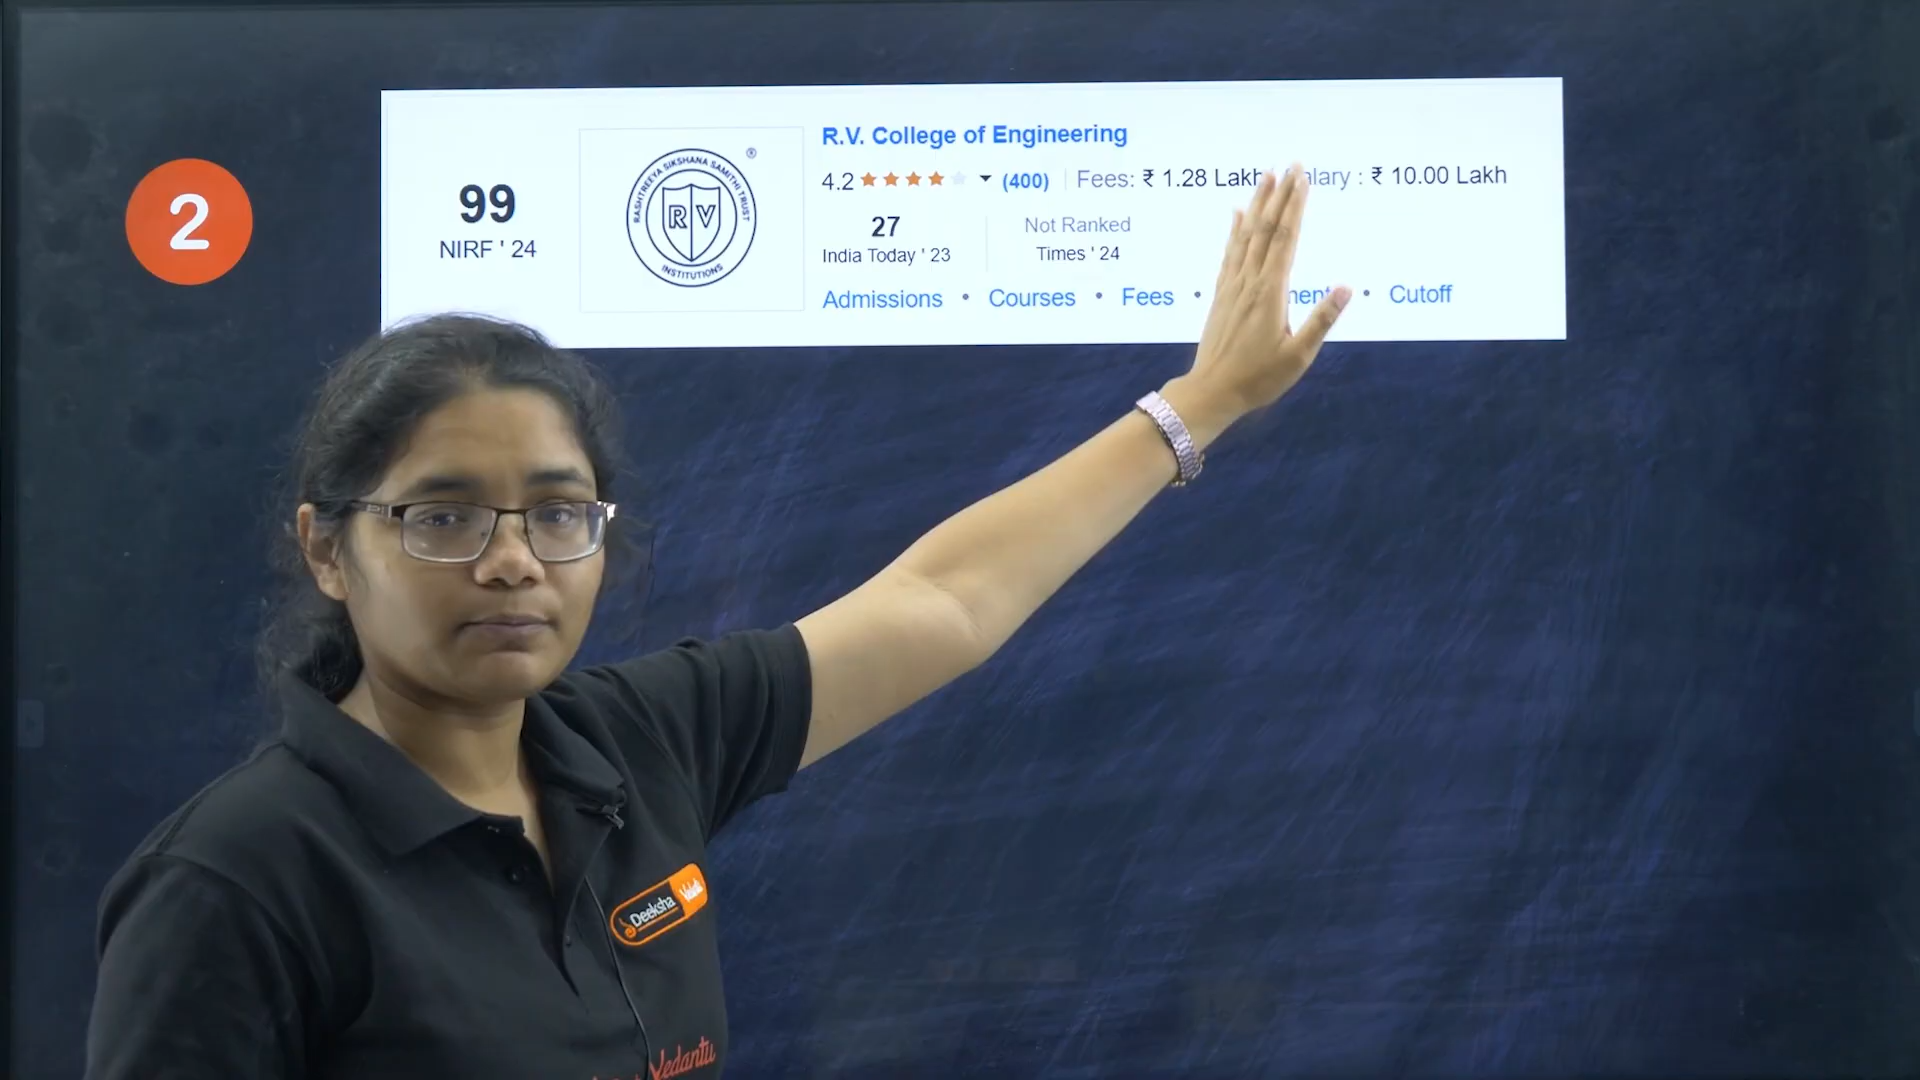 2
99
NIRF ' 24
RASHTREEYA SIKSHANA SAMITHI TRUST
®
RV
INSTITUTIONS
R.V. College of Engineering
4.2 (400) Fees: ₹ 1.28 Lakh : ₹ 10.00 Lakh
27
India Today ' 23
Not Ranked
Times ' 24
Admissions • Courses • Fees • • Cutoff
Deeksha
Vedantu
Vedantu